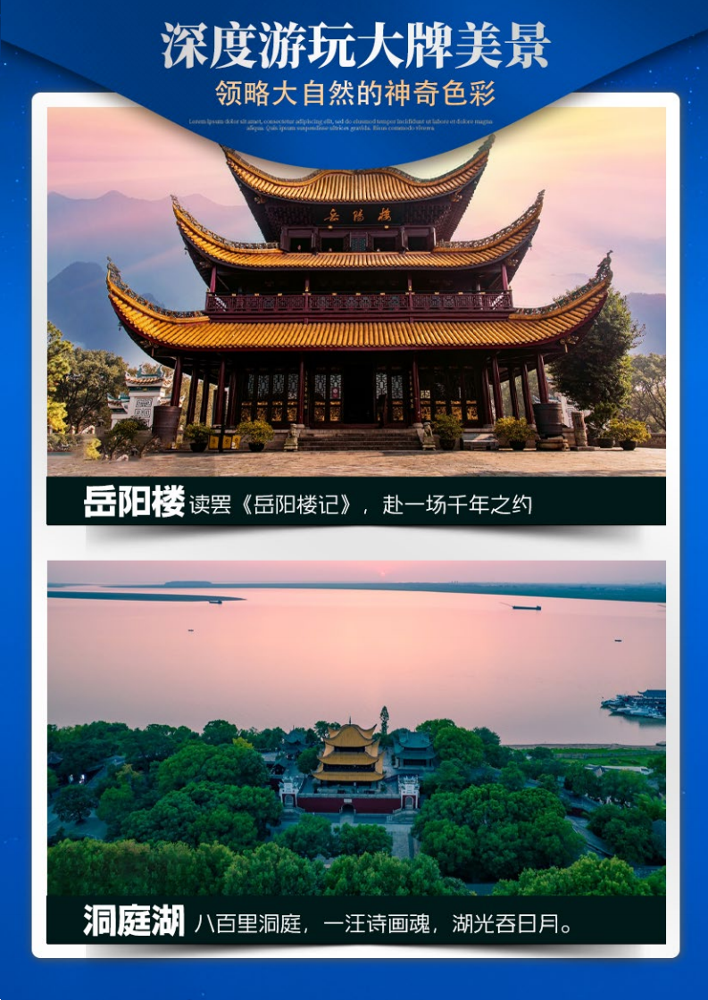 深度游玩大牌美景
领略大自然的神奇色彩
Lorem ipsum dolor sit amet, consectetur adipiscing elit, sed do eiusmod tempor incididunt ut labore et dolore magna
aliqua. Quis ipsum suspendisse ultrices gravida. Risus commodo viverra
岳陽樓
岳阳楼 读罢《岳阳楼记》，赴一场千年之约
洞庭湖 八百里洞庭，一汪诗画魂，湖光吞日月。